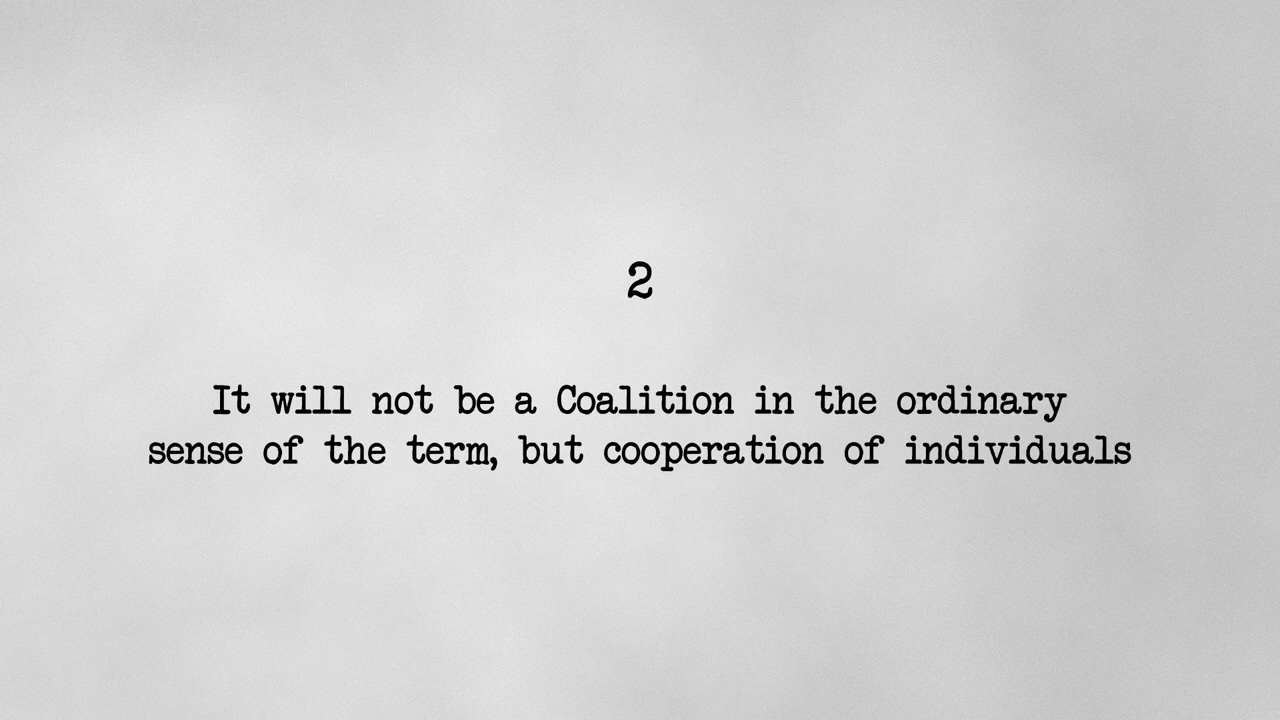 2
It will not be a Coalition in the ordinary
sense of the term, but cooperation of individuals